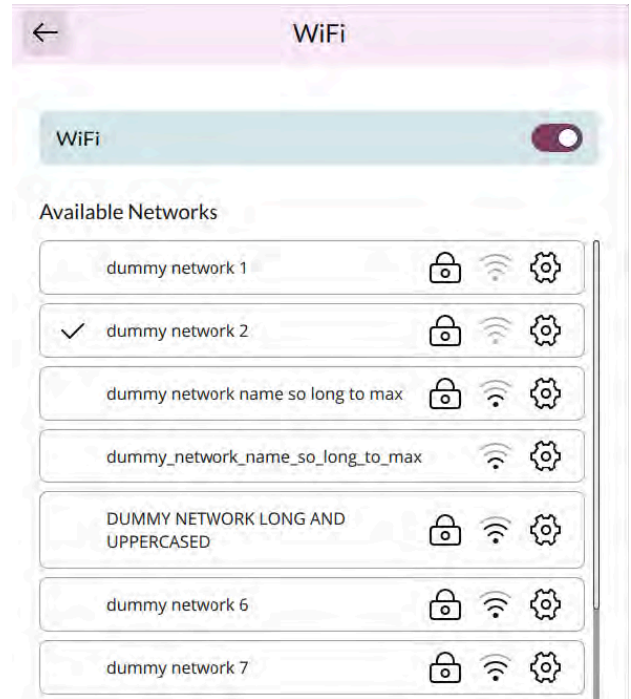 WiFi
WiFi
Available Networks
dummy network 1
dummy network 2
dummy network name so long to max
dummy_network_name_so_long_to_max
DUMMY NETWORK LONG AND
UPPERCASED
dummy network 6
dummy network 7